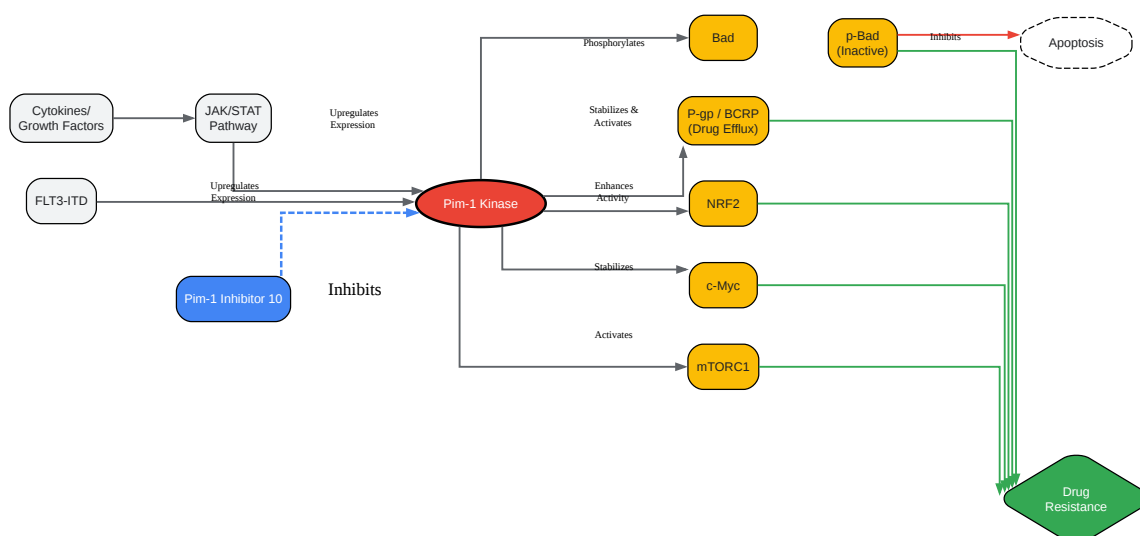 Bad
Phosphorylates
p-Bad
(Inactive)
Inhibits
Apoptosis
Cytokines/
Growth Factors
JAK/STAT
Pathway
Upregulates
Expression
Stabilizes &
Activates
P-gp / BCRP
(Drug Efflux)
FLT3-ITD
Upregulates
Expression
Pim-1 Kinase
Enhances
Activity
NRF2
Pim-1 Inhibitor 10
Inhibits
Stabilizes
c-Myc
Activates
mTORC1
Drug
Resistance